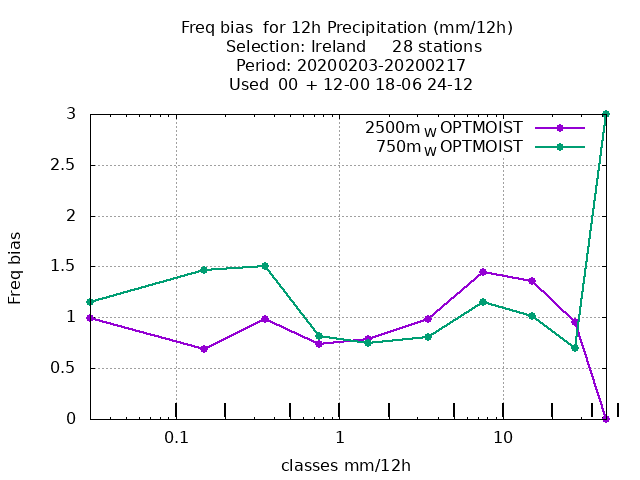 Freq bias  for 12h Precipitation (mm/12h)
Selection: Ireland     28 stations
Period: 20200203-20200217
Used  00  + 12-00 18-06 24-12
2500m W OPTMOIST
750m W OPTMOIST
3
2.5
2
1.5
1
0.5
0
Freq bias
0.1
1
10
classes mm/12h